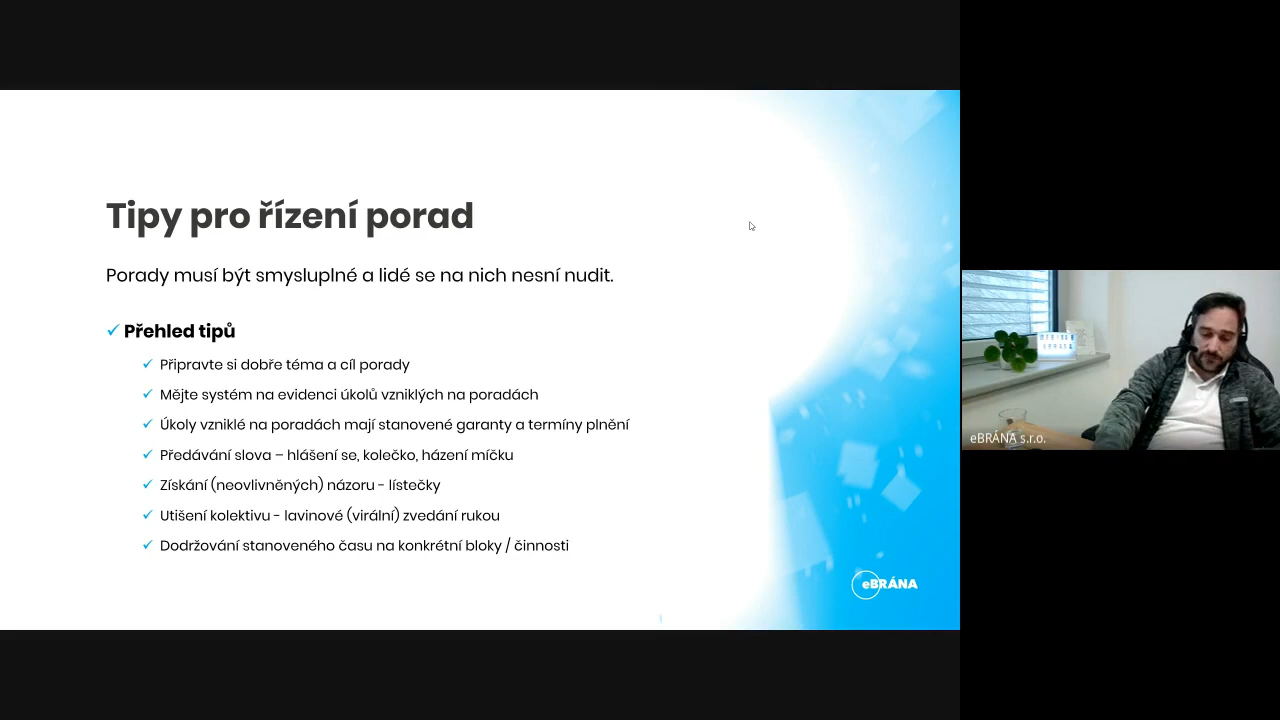 Tipy pro řízení porad
Porady musí být smysluplné a lidé se na nich nesní nudit.
Přehled tipů
Připravte si dobře téma a cíl porady
Mějte systém na evidenci úkolů vzniklých na poradách
Úkoly vzniklé na poradách mají stanovené garanty a termíny plnění
Předávání slova – hlášení se, kolečko, házení míčku
Získání (neovlivněných) názoru - lístečky
Utišení kolektivu - lavinové (virální) zvedání rukou
Dodržování stanoveného času na konkrétní bloky / činnosti
eBRÁNA
eBRÁNA s.r.o.